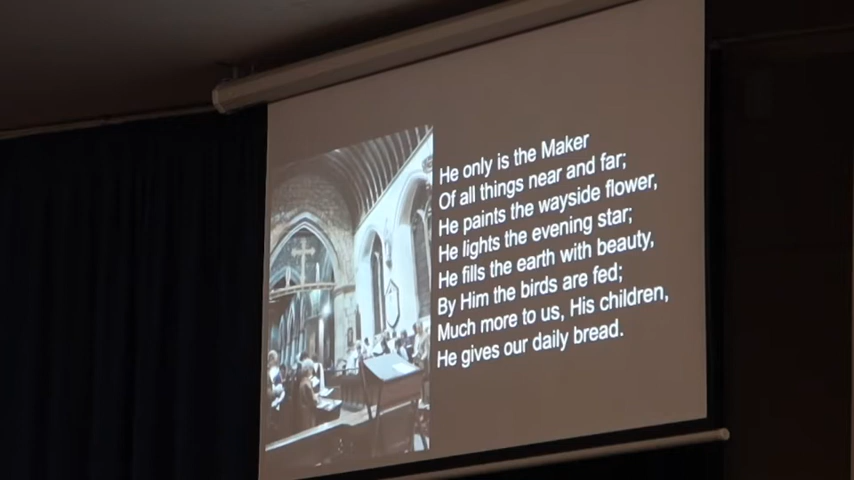 He only is the Maker
Of all things near and far;
He paints the wayside flower,
He lights the evening star;
He fills the earth with beauty,
By Him the birds are fed;
Much more to us, His children,
He gives our daily bread.